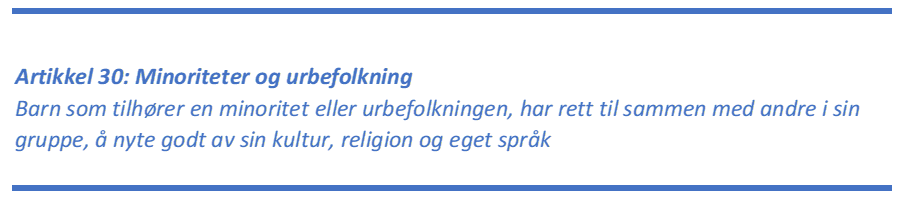 Artikkel 30: Minoriteter og urbefolkning
Barn som tilhører en minoritet eller urbefolkningen, har rett til sammen med andre i sin
gruppe, å nyte godt av sin kultur, religion og eget språk